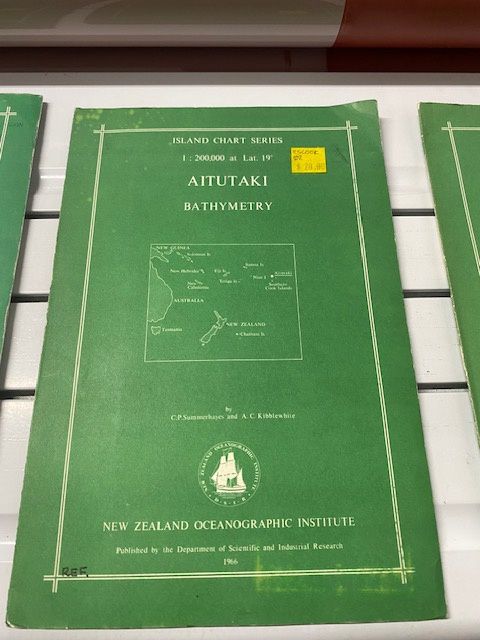 ISLAND CHART SERIES
1 : 200,000 at Lat. 19°
AITUTAKI
BATHYMETRY
NEW GUINEA
Solomon Is
Samoa Is
New Hebrides
Fiji Is
Aitutaki
Tonga Is
Niue I
New Caledonia
Southern Cook Islands
AUSTRALIA
NEW ZEALAND
Tasmania
Chatham Is
by
C.P. Summerhayes and A. C. Kibblewhite
NEW ZEALAND OCEANOGRAPHIC INSTITUTE
D·S·I·R
NEW ZEALAND OCEANOGRAPHIC INSTITUTE
Published by the Department of Scientific and Industrial Research
1966
REF.